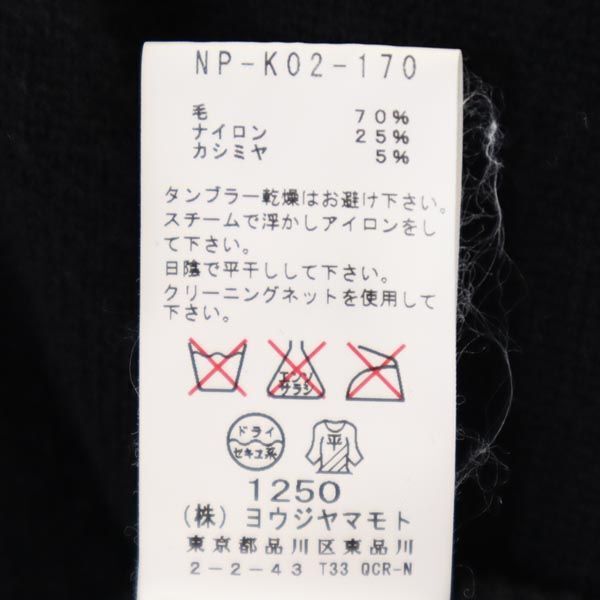 NP-K02-170
毛 70%
ナイロン 25%
カシミヤ 5%
タンブラー乾燥はお避け下さい。
スチームで浮かしアイロンをし
て下さい。
日陰で平干しして下さい。
クリーニングネットを使用して
下さい。
エンソ
サラシ
ドライ
セキユ系
平
1250
(株) ヨウジヤマモト
東京都品川区東品川
2-2-43 T33 QCR-N